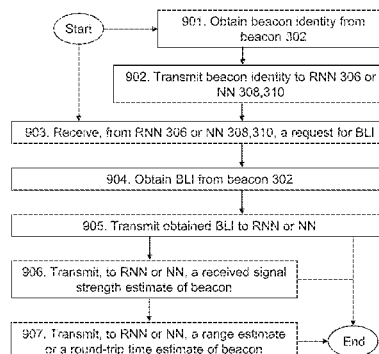 Start
901. Obtain beacon identity from
beacon 302
902. Transmit beacon identity to RNN 306 or
NN 308,310
903. Receive, from RNN 306 or NN 308,310, a request for BLI
904. Obtain BLI from beacon 302
905. Transmit obtained BLI to RNN or NN
906. Transmit, to RNN or NN, a received signal
strength estimate of beacon
907. Transmit, to RNN or NN, a range estimate
or a round-trip time estimate of beacon
End